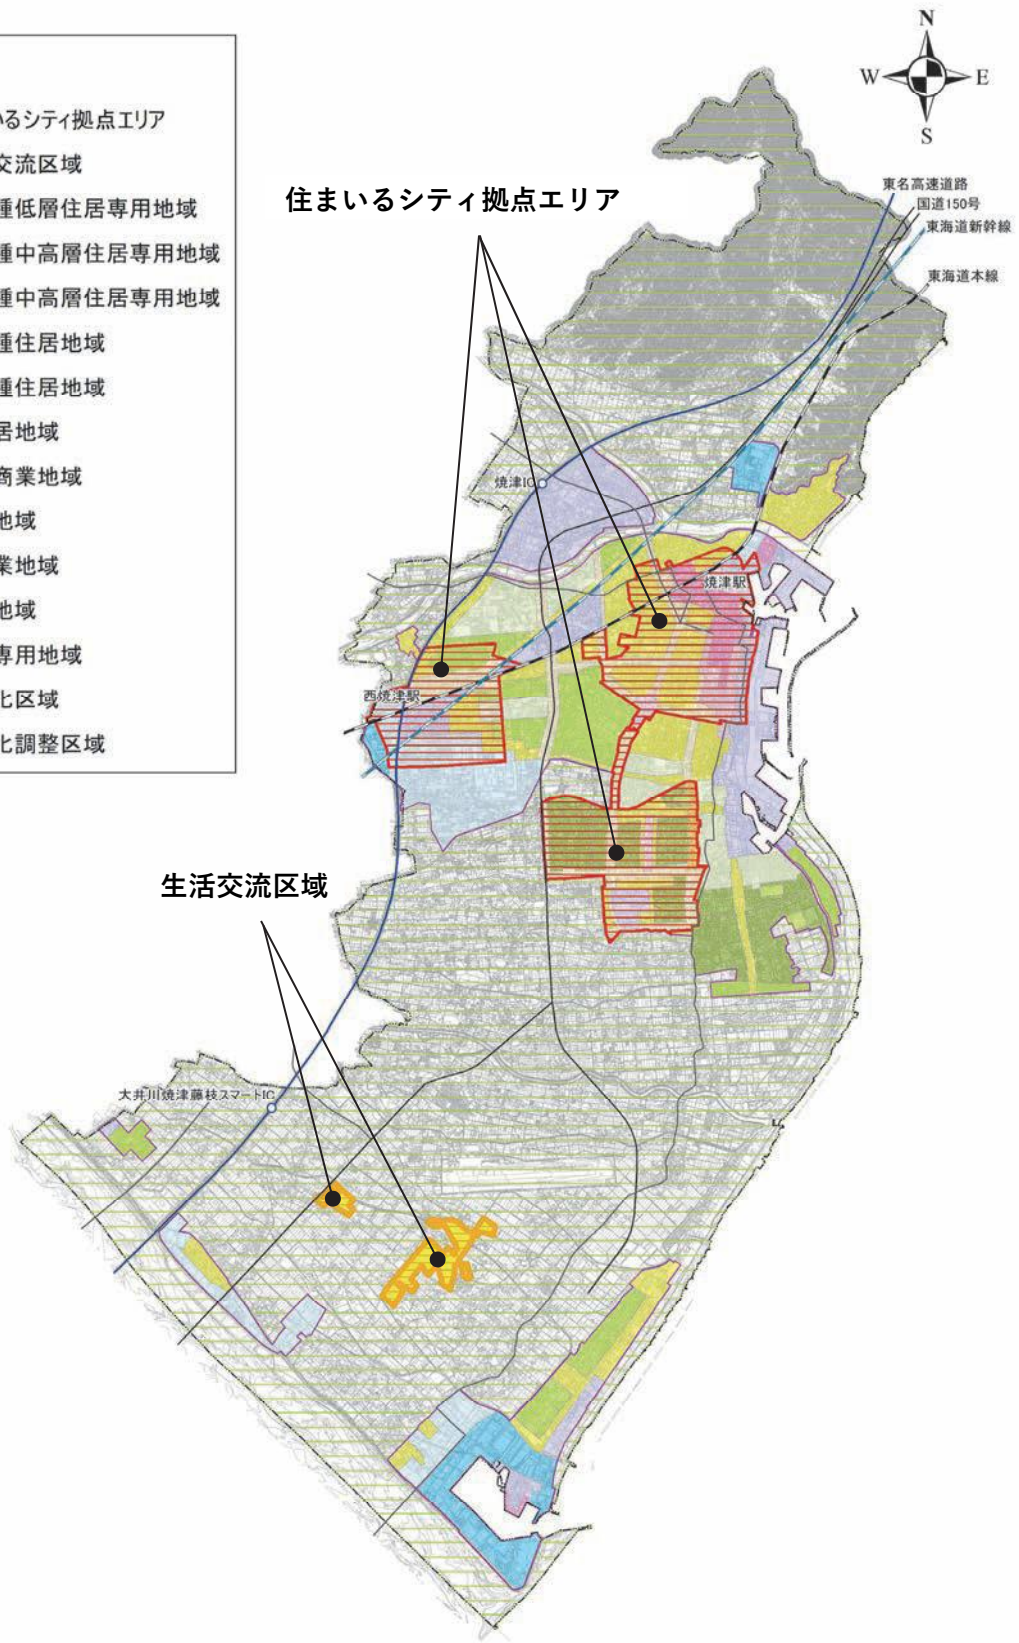 N
W
E
S
いるシティ拠点エリア
交流区域
種低層住居専用地域
種中高層住居専用地域
種中高層住居専用地域
種住居地域
種住居地域
居地域
商業地域
地域
業地域
地域
専用地域
化区域
化調整区域
住まいるシティ拠点エリア
東名高速道路
国道150号
東海道新幹線
東海道本線
焼津IC
焼津駅
西焼津駅
生活交流区域
大井川焼津藤枝スマートIC